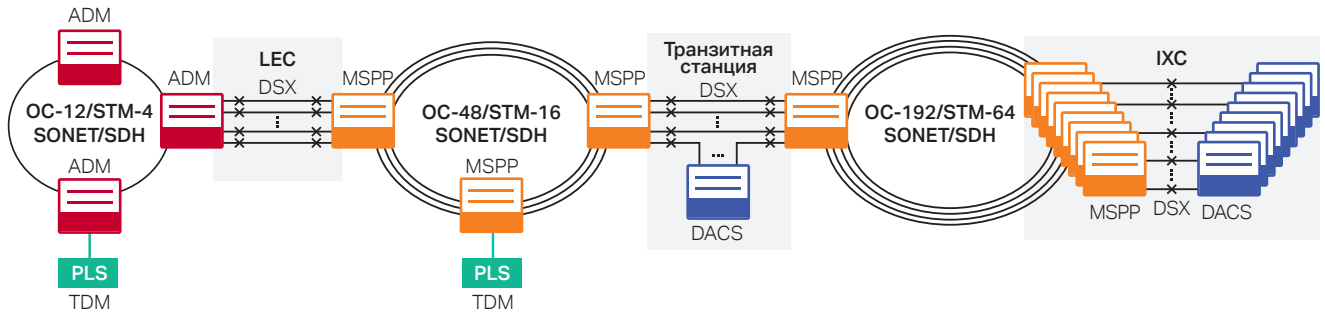 ADM
ADM
LEC
DSX
MSPP
OC-12/STM-4
SONET/SDH
ADM
PLS
TDM
OC-48/STM-16
SONET/SDH
MSPP
PLS
TDM
MSPP
Транзитная
станция
DSX
DACS
MSPP
OC-192/STM-64
SONET/SDH
IXC
MSPP
DSX
DACS